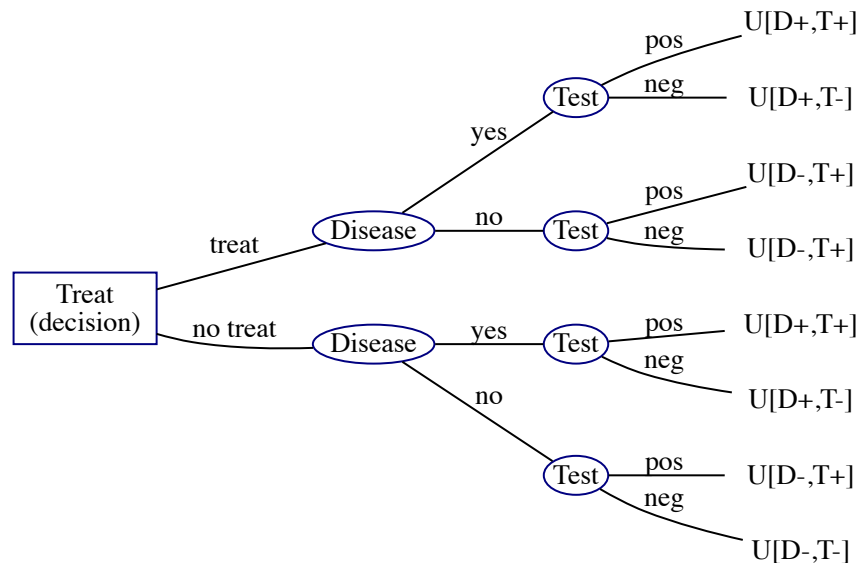 U[D+,T+]
pos
Test
neg
U[D+,T-]
yes
U[D-,T+]
pos
treat
Disease
no
Test
neg
U[D-,T+]
Treat
(decision)
no treat
Disease
yes
Test
pos
U[D+,T+]
neg
no
U[D+,T-]
Test
pos
U[D-,T+]
neg
U[D-,T-]